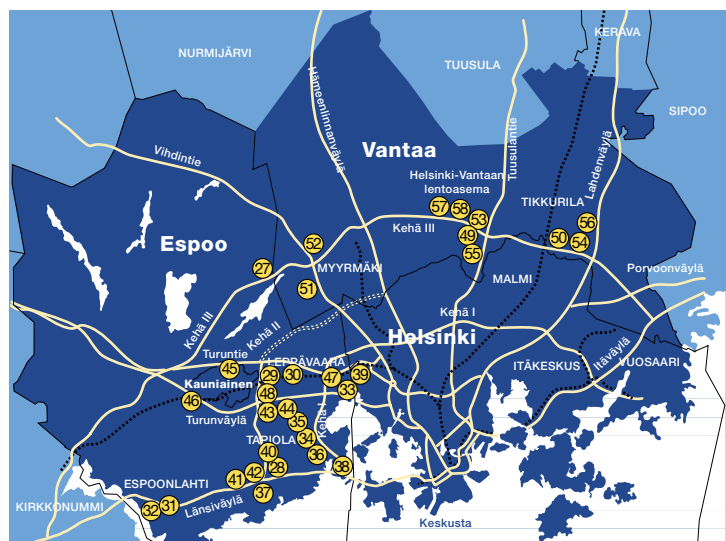 KERAVA
NURMIJÄRVI
TUUSULA
SIPOO
Hämeenlinnanväylä
Tuusulantie
Lahdenväylä
Vihdintie
Vantaa
Helsinki-Vantaan
lentoasema
57
58
53
TIKKURILA
56
Espoo
52
Kehä III
49
50
54
55
27
MYYRMÄKI
MALMI
Porvoonväylä
51
Kehä III
Kehä II
Kehä I
Helsinki
Turuntie
45
LEPPÄVAARA
29
30
47
39
33
ITÄKESKUS
Itäväylä
VUOSAARI
Kauniainen
46
48
Turunväylä
43
44
35
Kehä I
TAPIOLA
34
40
36
28
38
ESPOONLAHTI
41
42
37
KIRKKONUMMI
32
31
Länsiväylä
Keskusta